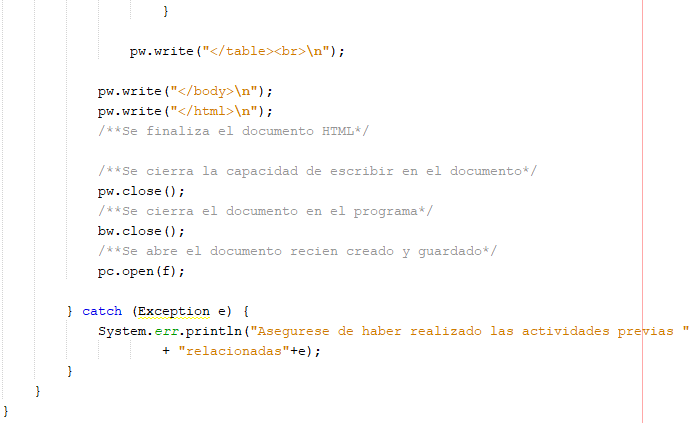 }
pw.write("</table><br>\n");
pw.write("</body>\n");
pw.write("</html>\n");
/**Se finaliza el documento HTML*/
/**Se cierra la capacidad de escribir en el documento*/
pw.close();
/**Se cierra el documento en el programa*/
bw.close();
/**Se abre el documento recien creado y guardado*/
pc.open(f);
} catch (Exception e) {
System.err.println("Asegurese de haber realizado las actividades previas "
+ "relacionadas"+e);
}
}
}